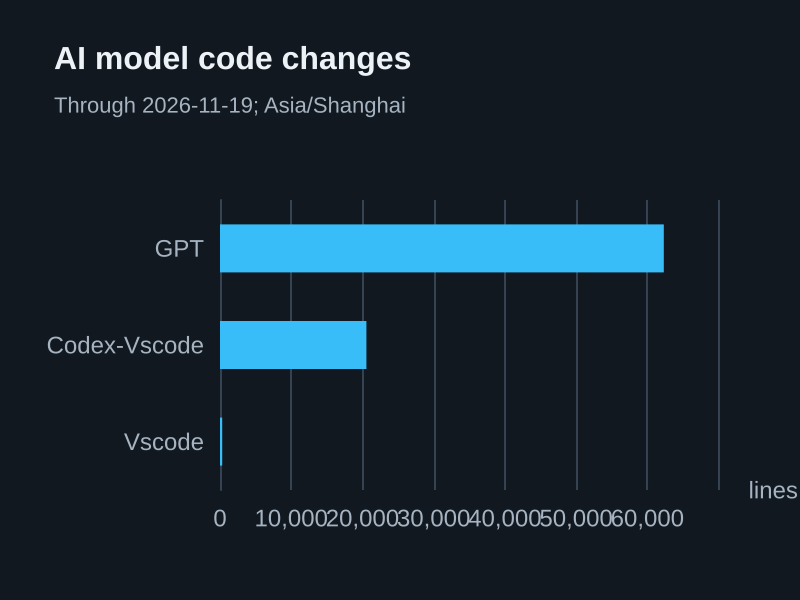 AI model code changes
Through 2026-11-19; Asia/Shanghai
GPT
Codex-Vscode
Vscode
lines
0 10,000 20,000 30,000 40,000 50,000 60,000